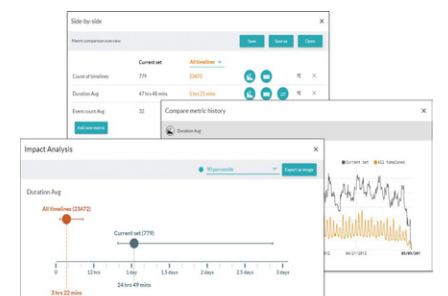 Side-by-side
×
Metric comparison overview
Save
Save as
Open
Current set
All timelines
Count of timelines
779
23472
×
Duration Avg
47 hrs 48 mins
3 hrs 21 mins
×
Event count Avg
32
Add new metric
Compare metric history
×
Duration Avg
Current set
All timelines
Impact Analysis
×
90 percentile
Export as image
Duration Avg
All timelines (23472)
Current set (779)
0
12 hrs
1 day
1.5 days
2 days
2.5 days
3 days
24 hrs 49 mins
3 hrs 22 mins